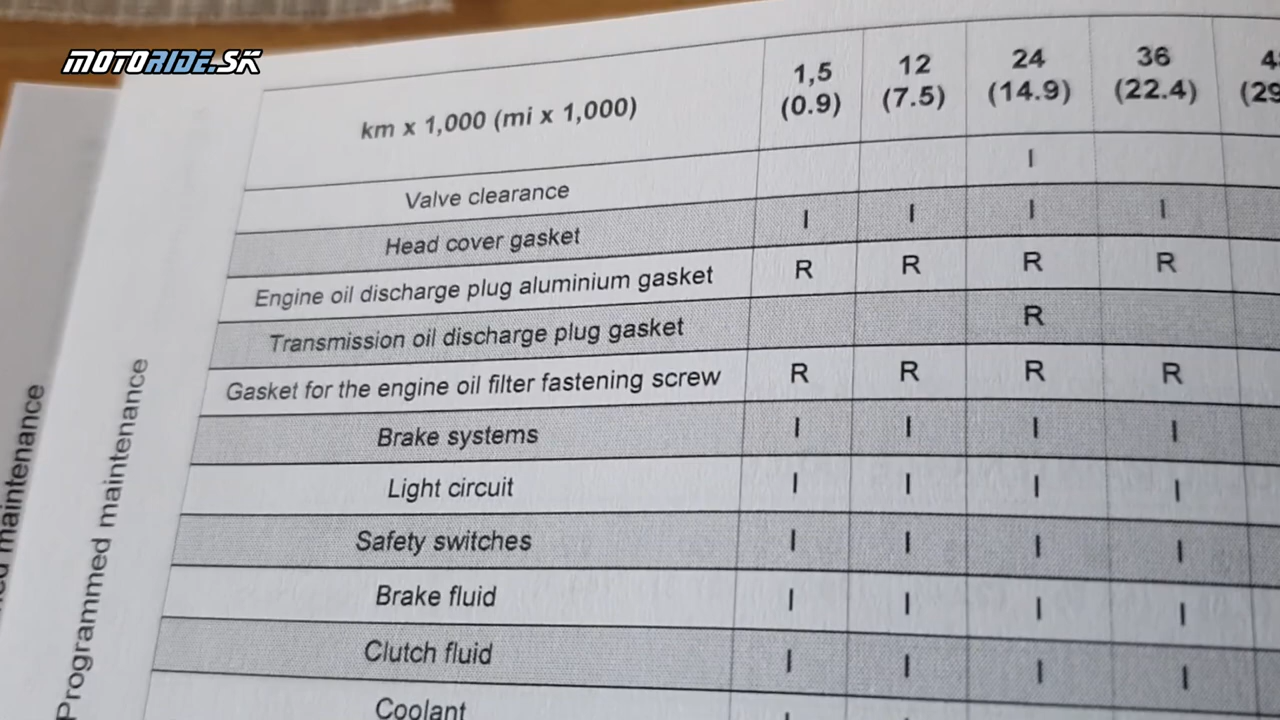 MOTORIDE.SK
km x 1,000 (mi x 1,000) 1,5 (0.9) 12 (7.5) 24 (14.9) 36 (22.4)
Valve clearance I
Head cover gasket I I I I
Engine oil discharge plug aluminium gasket R R R R
Transmission oil discharge plug gasket R
Gasket for the engine oil filter fastening screw R R R R
Brake systems I I I I
Light circuit I I I I
Safety switches I I I I
Brake fluid I I I I
Clutch fluid I I I I
Coolant
Programmed maintenance
maintenance